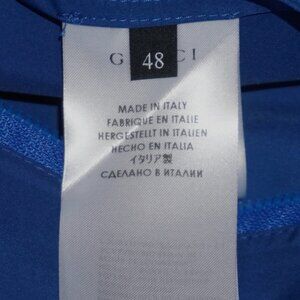 G CI
48
MADE IN ITALY
FABRIQUE EN ITALIE
HERGESTELLT IN ITALIEN
HECHO EN ITALIA
イタリア製
СДЕЛАНО В ИТАЛИИ